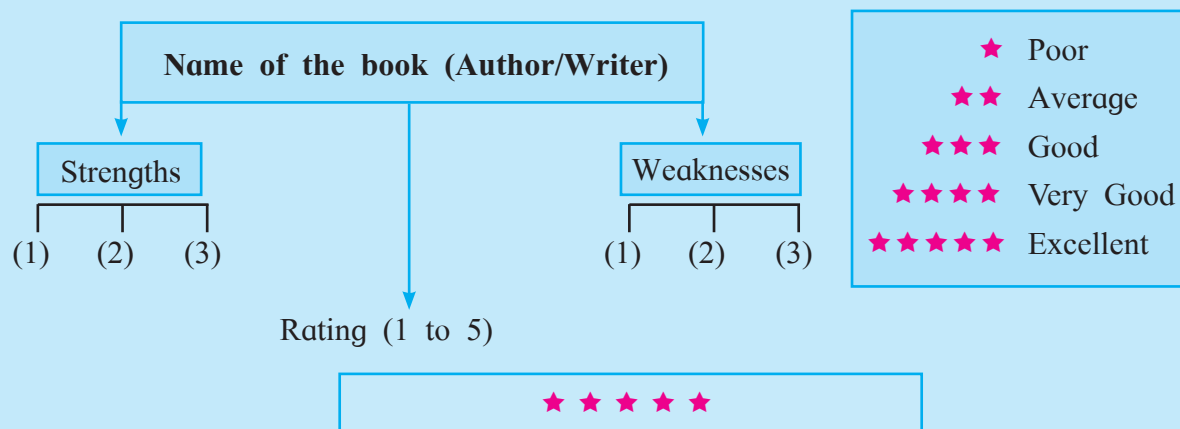 Name of the book (Author/Writer)
Strengths
(1) (2) (3)
Weaknesses
(1) (2) (3)
Rating (1 to 5)
★★★★★
★ Poor
★★ Average
★★★ Good
★★★★ Very Good
★★★★★ Excellent